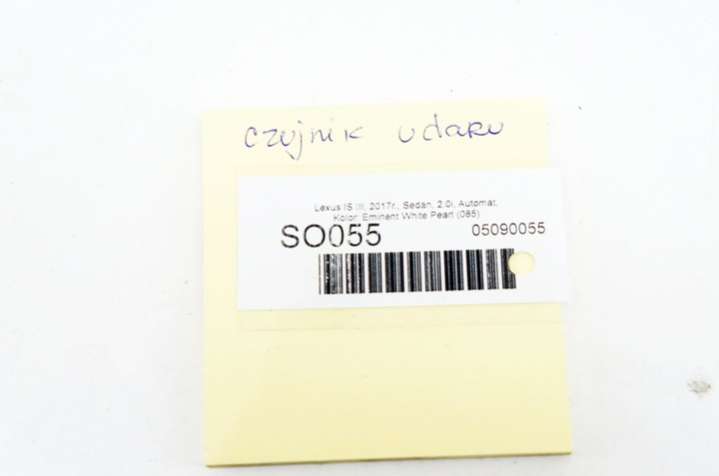 czujnik udaru
Lexus IS III, 2017r., Sedan, 2.0i, Automat,
Kolor: Eminent White Pearl (085)
SO055
05090055